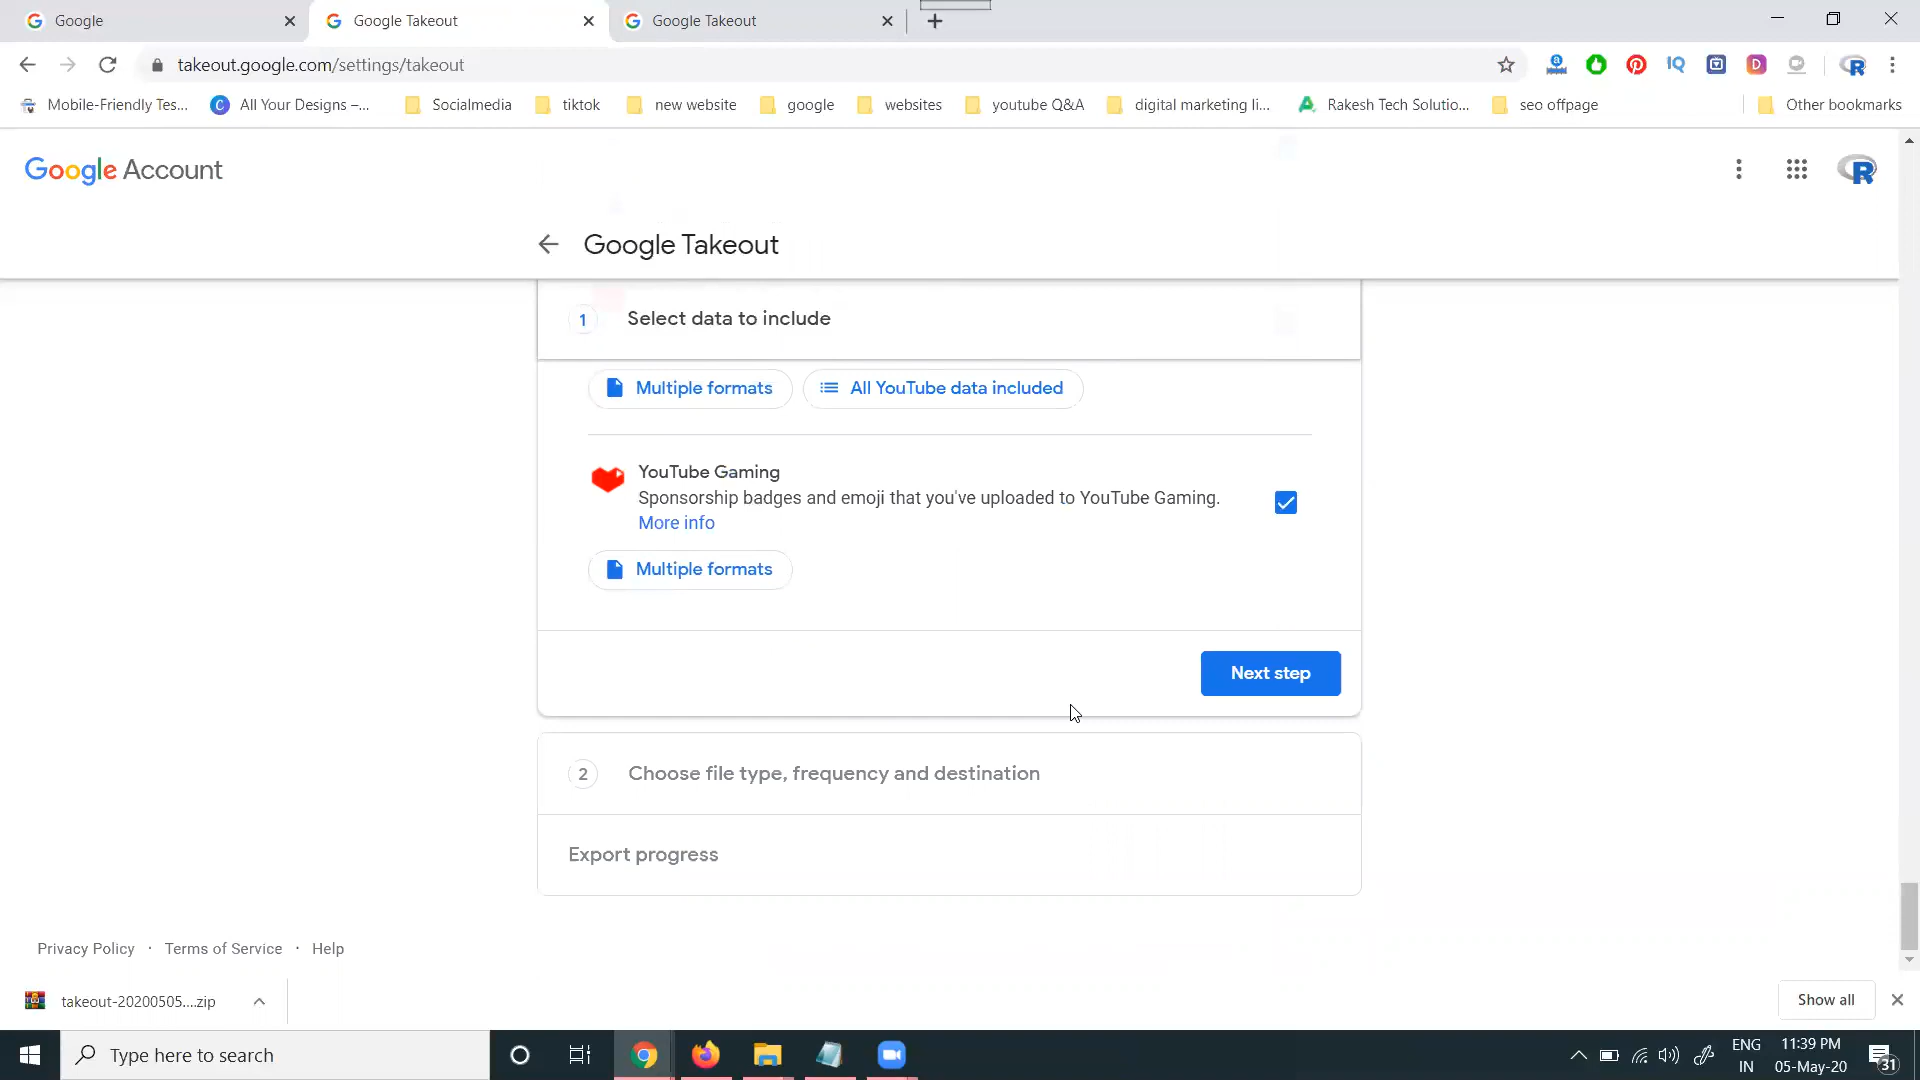 Google
Google Takeout
Google Takeout
takeout.google.com/settings/takeout
Mobile-Friendly Tes...
All Your Designs –...
Socialmedia
tiktok
new website
google
websites
youtube Q&A
digital marketing li...
Rakesh Tech Solutio...
seo offpage
Other bookmarks
Google Account
Google Takeout
1 Select data to include
Multiple formats
All YouTube data included
YouTube Gaming
Sponsorship badges and emoji that you've uploaded to YouTube Gaming.
More info
Multiple formats
Next step
2 Choose file type, frequency and destination
Export progress
Privacy Policy · Terms of Service · Help
takeout-20200505....zip
Show all
Type here to search
ENG
IN
11:39 PM
05-May-20
31